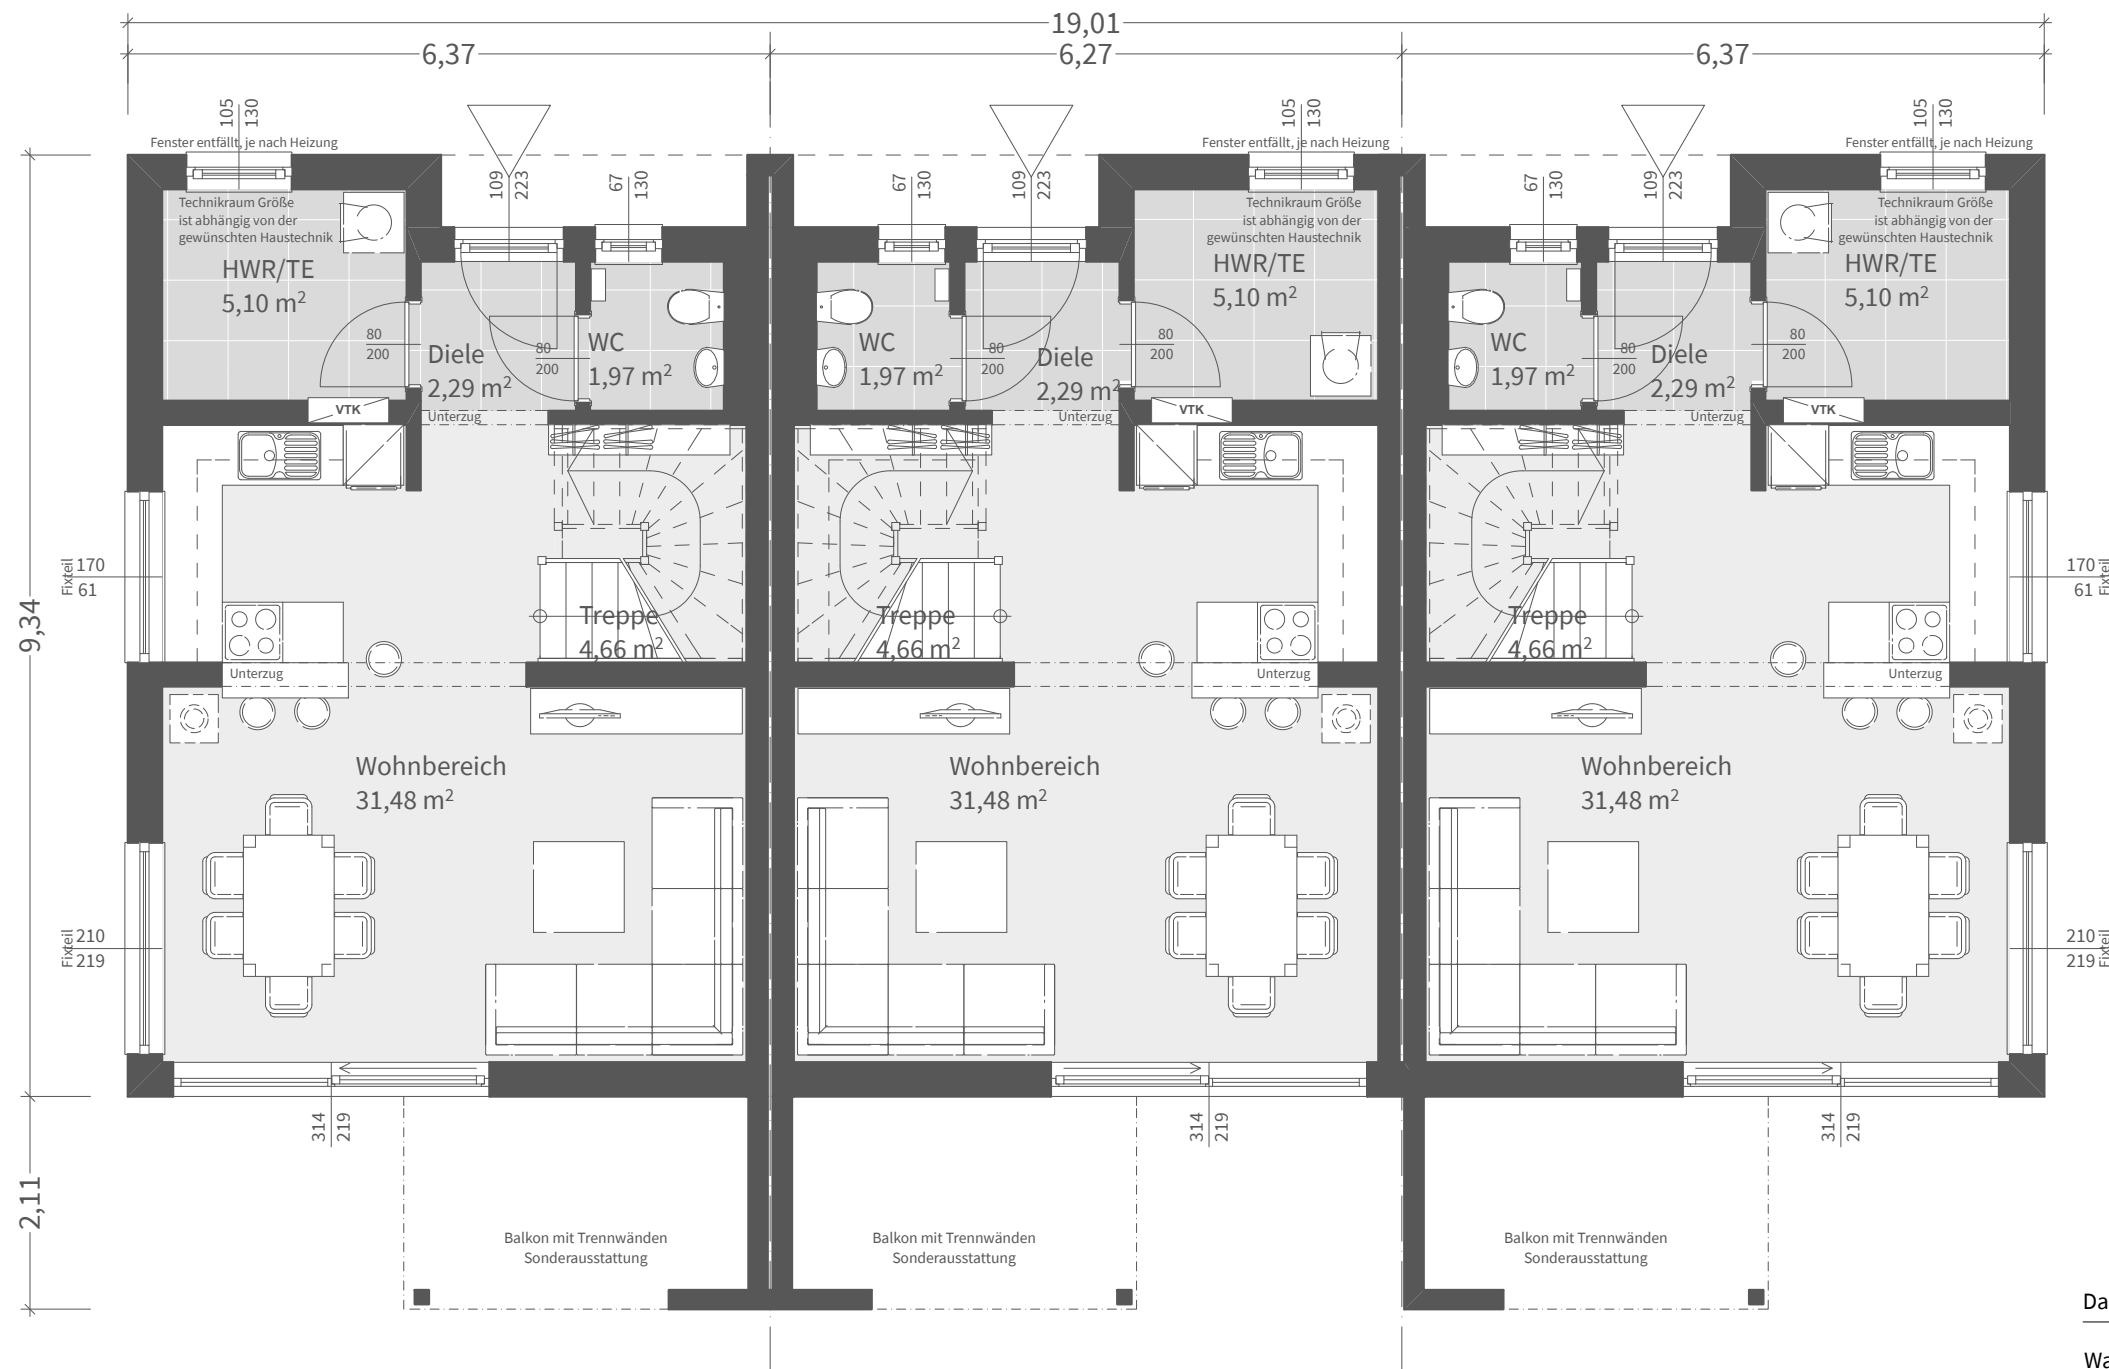 19,01
6,37
6,27
6,37
105
130
105
130
105
130
Fenster entfällt, je nach Heizung
Fenster entfällt, je nach Heizung
Fenster entfällt, je nach Heizung
109
223
67
130
67
130
109
223
67
130
109
223
Technikraum Größe
ist abhängig von der
gewünschten Haustechnik
HWR/TE
5,10 m²
Technikraum Größe
ist abhängig von der
gewünschten Haustechnik
HWR/TE
5,10 m²
Technikraum Größe
ist abhängig von der
gewünschten Haustechnik
HWR/TE
5,10 m²
80
200
Diele
2,29 m²
80
200
WC
1,97 m²
WC
1,97 m²
80
200
Diele
2,29 m²
80
200
WC
1,97 m²
80
200
Diele
2,29 m²
80
200
VTK
Unterzug
Unterzug
VTK
Unterzug
VTK
Fixteil
170
61
170
61
Fixteil
9,34
Treppe
4,66 m²
Treppe
4,66 m²
Treppe
4,66 m²
Unterzug
Unterzug
Unterzug
Wohnbereich
31,48 m²
Wohnbereich
31,48 m²
Wohnbereich
31,48 m²
Fixteil
210
219
210
219
Fixteil
314
219
314
219
314
219
2,11
Balkon mit Trennwänden
Sonderausstattung
Balkon mit Trennwänden
Sonderausstattung
Balkon mit Trennwänden
Sonderausstattung
Da
Wa